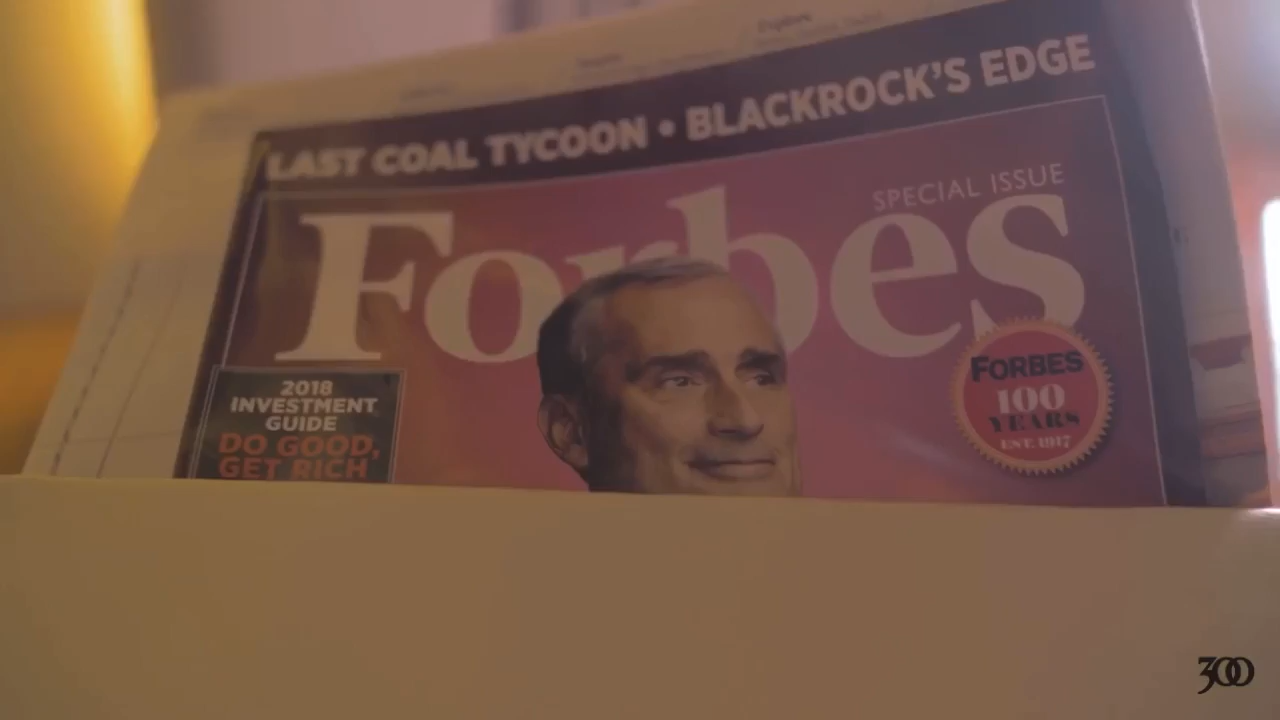 LAST COAL TYCOON • BLACKROCK'S EDGE
SPECIAL ISSUE
Forbes
2018
INVESTMENT
GUIDE
DO GOOD,
GET RICH
FORBES
100
YEARS
EST. 1917
300